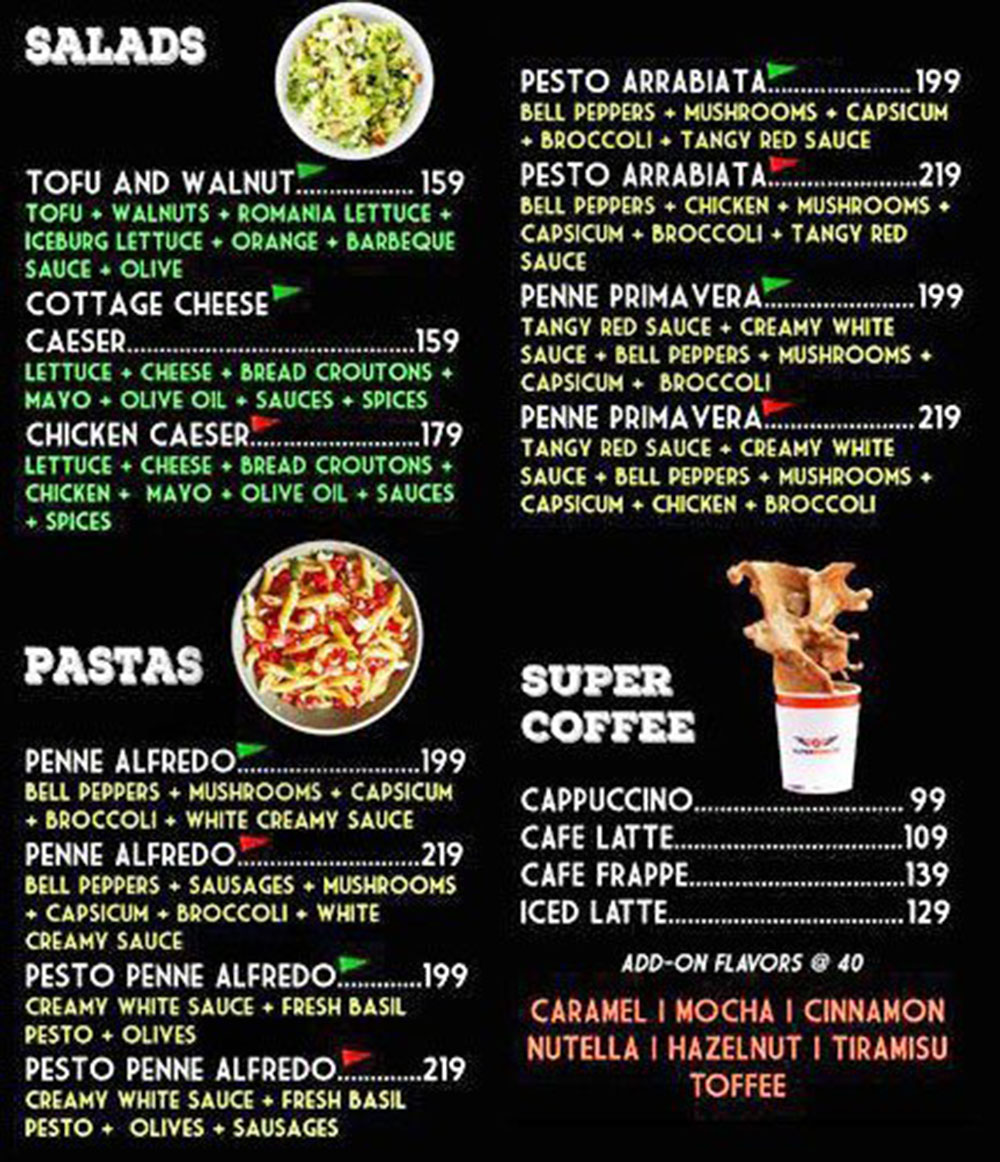 SALADS
TOFU AND WALNUT.................. 159
TOFU + WALNUTS + ROMANIA LETTUCE +
ICEBURG LETTUCE + ORANGE + BARBEQUE
SAUCE + OLIVE
COTTAGE CHEESE
CAESER............................................159
LETTUCE + CHEESE + BREAD CROUTONS +
MAYO + OLIVE OIL + SAUCES + SPICES
CHICKEN CAESER..........................179
LETTUCE + CHEESE + BREAD CROUTONS +
CHICKEN + MAYO + OLIVE OIL + SAUCES
+ SPICES
PASTAS
PENNE ALFREDO............................199
BELL PEPPERS + MUSHROOMS + CAPSICUM
+ BROCCOLI + WHITE CREAMY SAUCE
PENNE ALFREDO............................219
BELL PEPPERS + SAUSAGES + MUSHROOMS
+ CAPSICUM + BROCCOLI + WHITE
CREAMY SAUCE
PESTO PENNE ALFREDO.............199
CREAMY WHITE SAUCE + FRESH BASIL
PESTO + OLIVES
PESTO PENNE ALFREDO.............219
CREAMY WHITE SAUCE + FRESH BASIL
PESTO + OLIVES + SAUSAGES
PESTO ARRABIATA......................199
BELL PEPPERS + MUSHROOMS + CAPSICUM
+ BROCCOLI + TANGY RED SAUCE
PESTO ARRABIATA.......................219
BELL PEPPERS + CHICKEN + MUSHROOMS +
CAPSICUM + BROCCOLI + TANGY RED
SAUCE
PENNE PRIMAVERA.......................199
TANGY RED SAUCE + CREAMY WHITE
SAUCE + BELL PEPPERS + MUSHROOMS +
CAPSICUM + BROCCOLI
PENNE PRIMAVERA.......................219
TANGY RED SAUCE + CREAMY WHITE
SAUCE + BELL PEPPERS + MUSHROOMS +
CAPSICUM + CHICKEN + BROCCOLI
SUPER
COFFEE
CAPPUCCINO................................ 99
CAFE LATTE...................................109
CAFE FRAPPE.................................139
ICED LATTE....................................129
ADD-ON FLAVORS @ 40
CARAMEL | MOCHA | CINNAMON
NUTELLA | HAZELNUT | TIRAMISU
TOFFEE